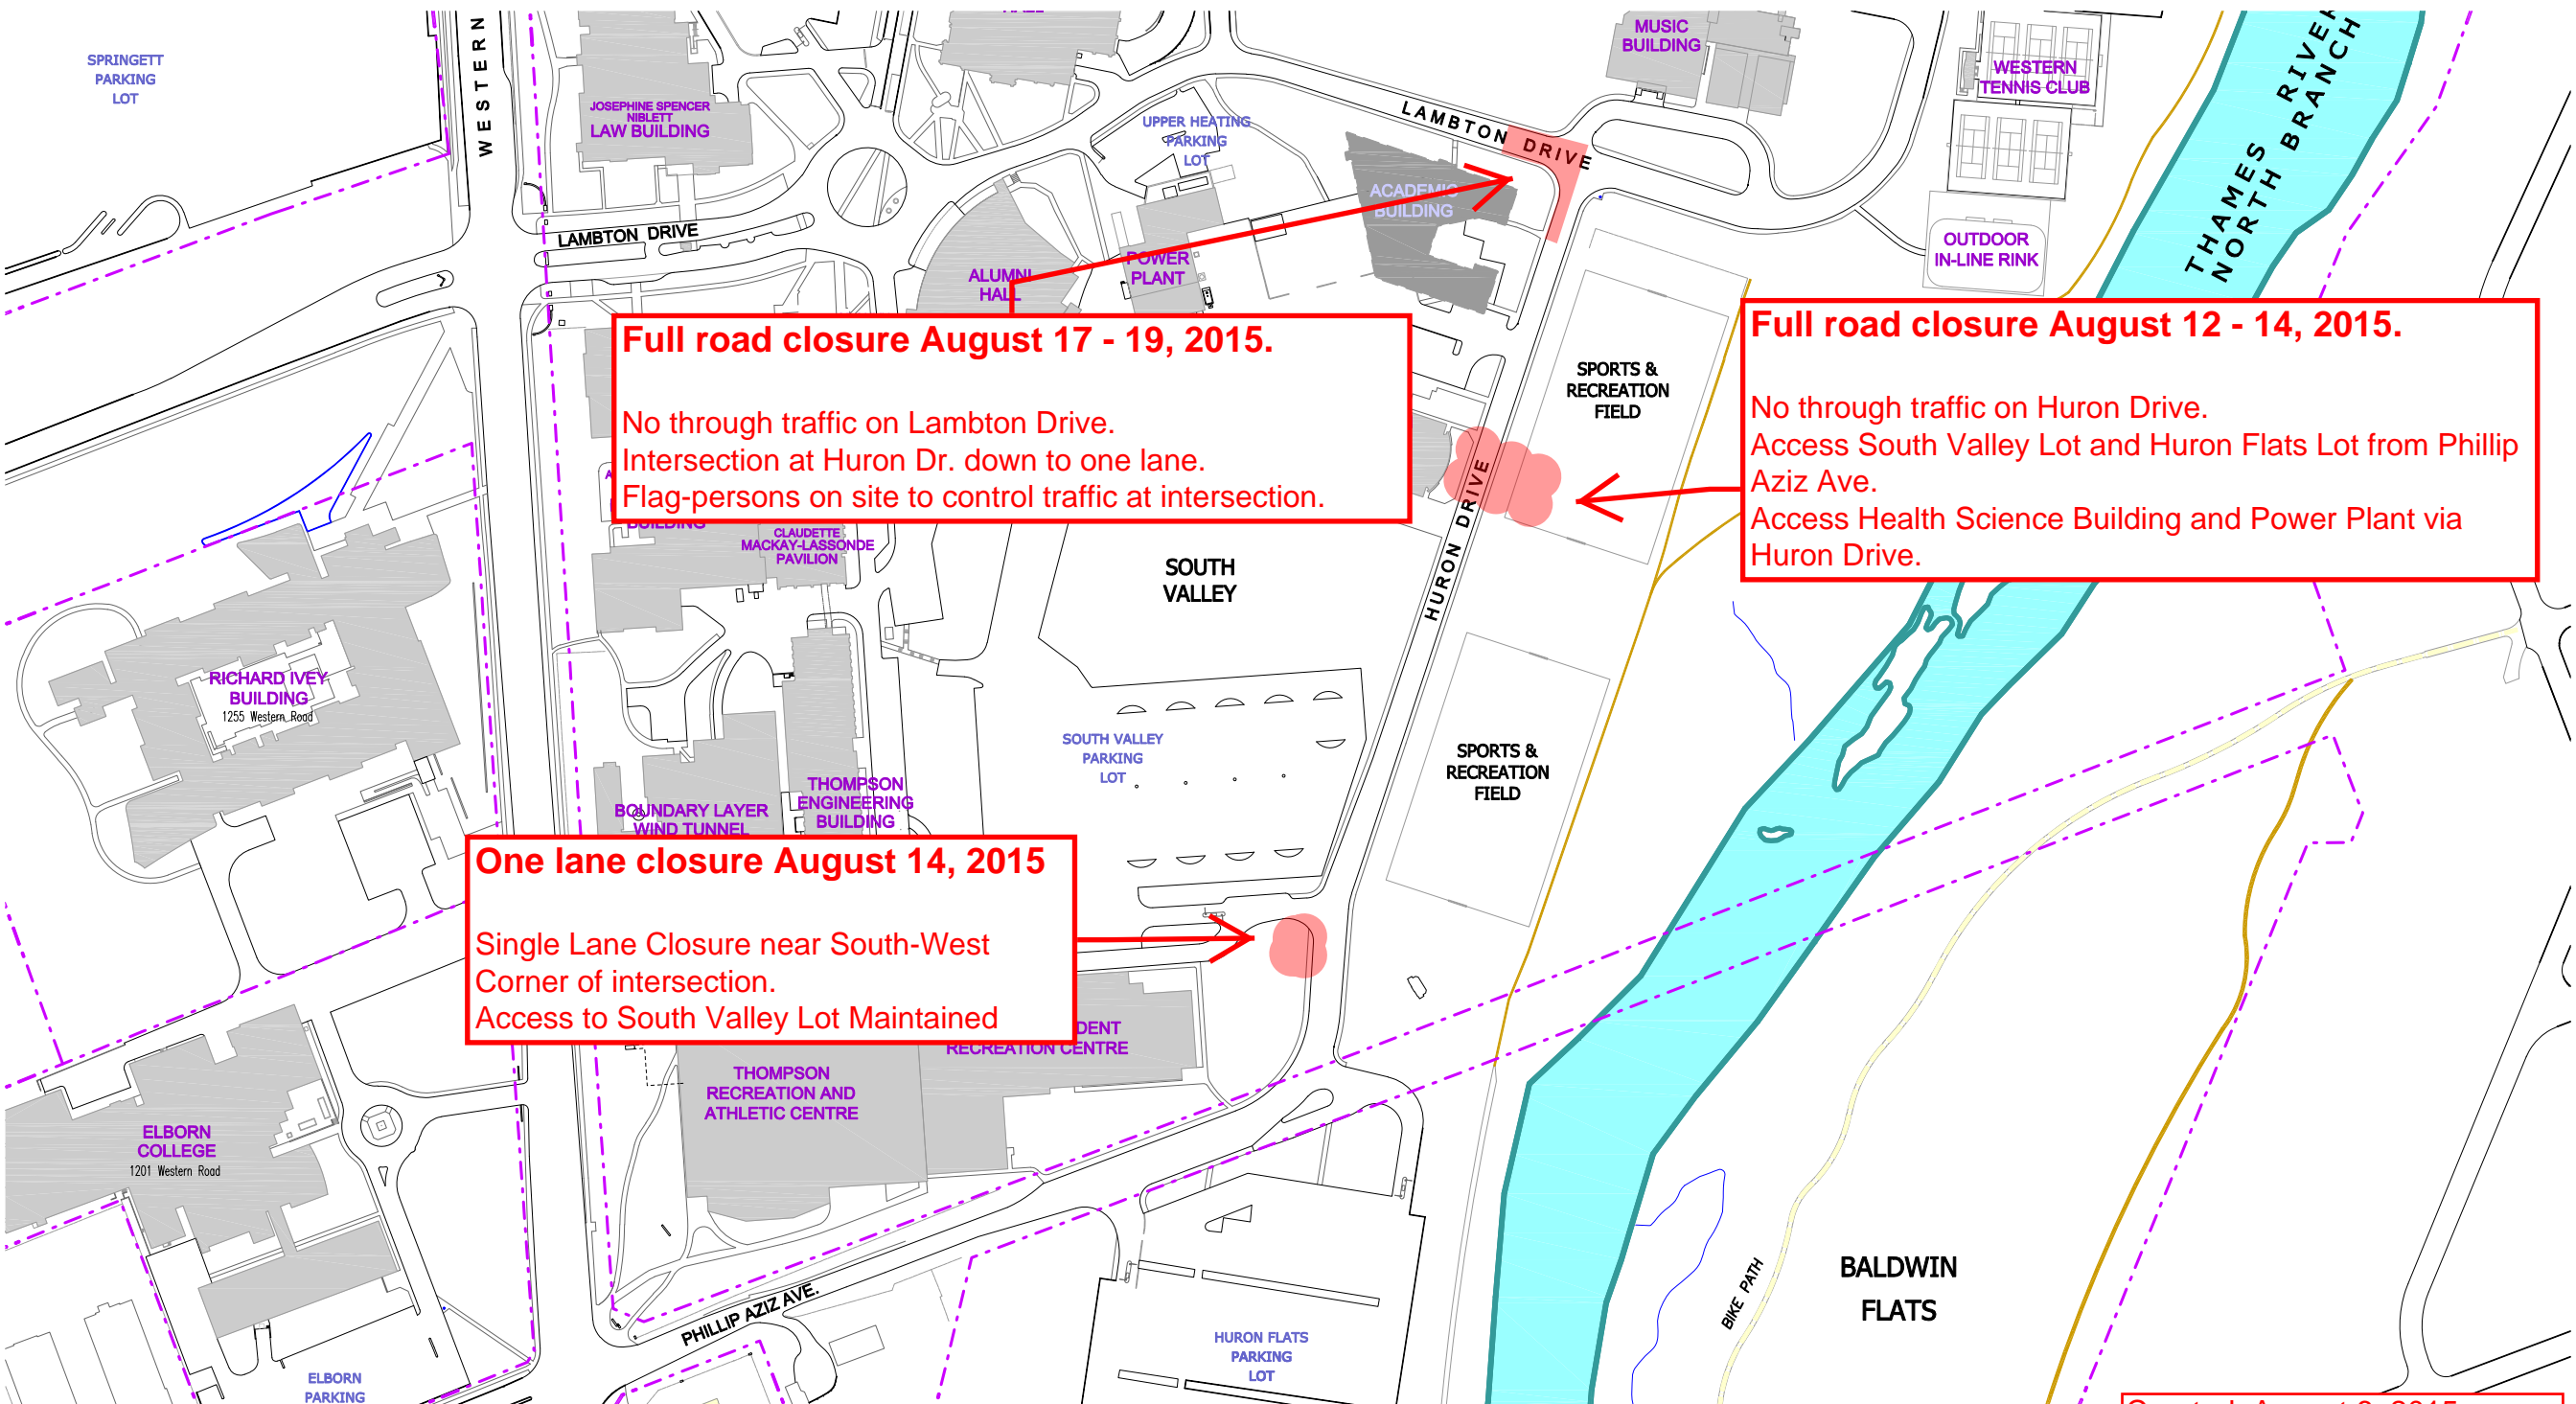 SPRINGETT
PARKING
LOT
WESTERN
JOSEPHINE SPENCER
NIBLETT
LAW BUILDING
HALL
MUSIC
BUILDING
WESTERN
TENNIS CLUB
THAMES RIVER
NORTH BRANCH
UPPER HEATING
PARKING
LOT
LAMBTON DRIVE
ACADEMIC
BUILDING
LAMBTON DRIVE
OUTDOOR
IN-LINE RINK
ALUMNI
HALL
POWER
PLANT
Full road closure August 17 - 19, 2015.
No through traffic on Lambton Drive.
Intersection at Huron Dr. down to one lane.
Flag-persons on site to control traffic at intersection.
Full road closure August 12 - 14, 2015.
No through traffic on Huron Drive.
Access South Valley Lot and Huron Flats Lot from Phillip
Aziz Ave.
Access Health Science Building and Power Plant via
Huron Drive.
SPORTS &
RECREATION
FIELD
HURON DRIVE
BUILDING
CLAUDETTE
MACKAY-LASSONDE
PAVILION
SOUTH
VALLEY
RICHARD IVEY
BUILDING
1255 Western Road
SOUTH VALLEY
PARKING
LOT
SPORTS &
RECREATION
FIELD
BOUNDARY LAYER
WIND TUNNEL
THOMPSON
ENGINEERING
BUILDING
One lane closure August 14, 2015
Single Lane Closure near South-West
Corner of intersection.
Access to South Valley Lot Maintained
DENT
RECREATION CENTRE
THOMPSON
RECREATION AND
ATHLETIC CENTRE
ELBORN
COLLEGE
1201 Western Road
PHILLIP AZIZ AVE.
BIKE PATH
BALDWIN
FLATS
HURON FLATS
PARKING
LOT
ELBORN
PARKING